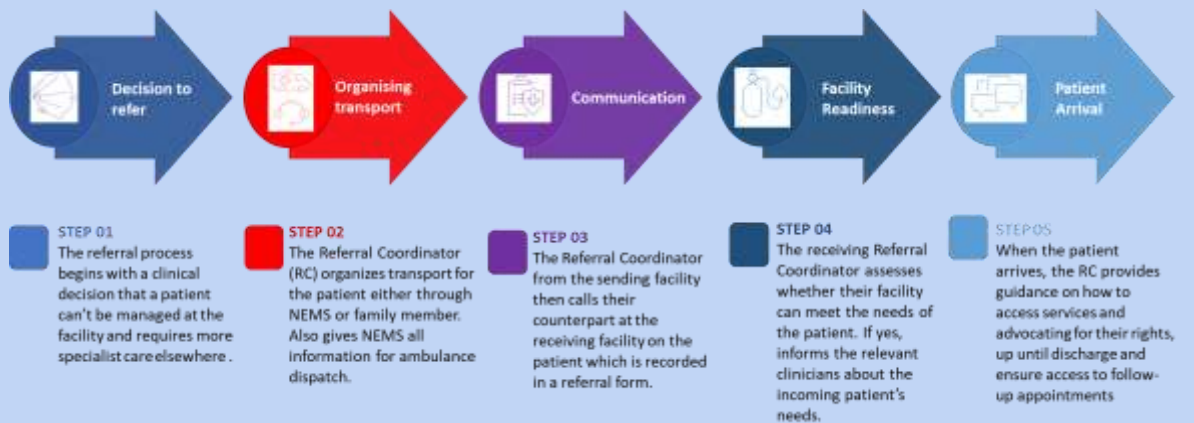 Decision to
refer
Organising
transport
Communication
Facility
Readiness
Patient
Arrival
STEP 01
The referral process
begins with a clinical
decision that a patient
can't be managed at the
facility and requires more
specialist care elsewhere .
STEP 02
The Referral Coordinator
(RC) organizes transport for
the patient either through
NEMS or family member.
Also gives NEMS all
information for ambulance
dispatch.
STEP 03
The Referral Coordinator
from the sending facility
then calls their
counterpart at the
receiving facility on the
patient which is recorded
in a referral form.
STEP 04
The receiving Referral
Coordinator assesses
whether their facility
can meet the needs of
the patient. If yes,
informs the relevant
clinicians about the
incoming patient's
needs.
STEP 05
When the patient
arrives, the RC provides
guidance on how to
access services and
advocating for their rights,
up until discharge and
ensure access to follow-
up appointments